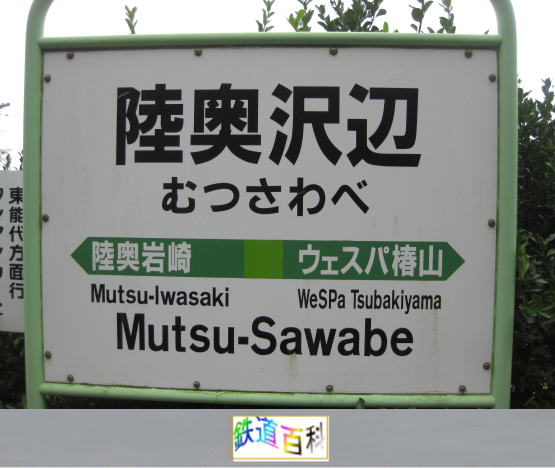 陸奥沢辺
むつさわべ
陸奥岩崎 ウェスパ椿山
Mutsu-Iwasaki WeSPa Tsubakiyama
Mutsu-Sawabe
東能代方面行
鉄道百科